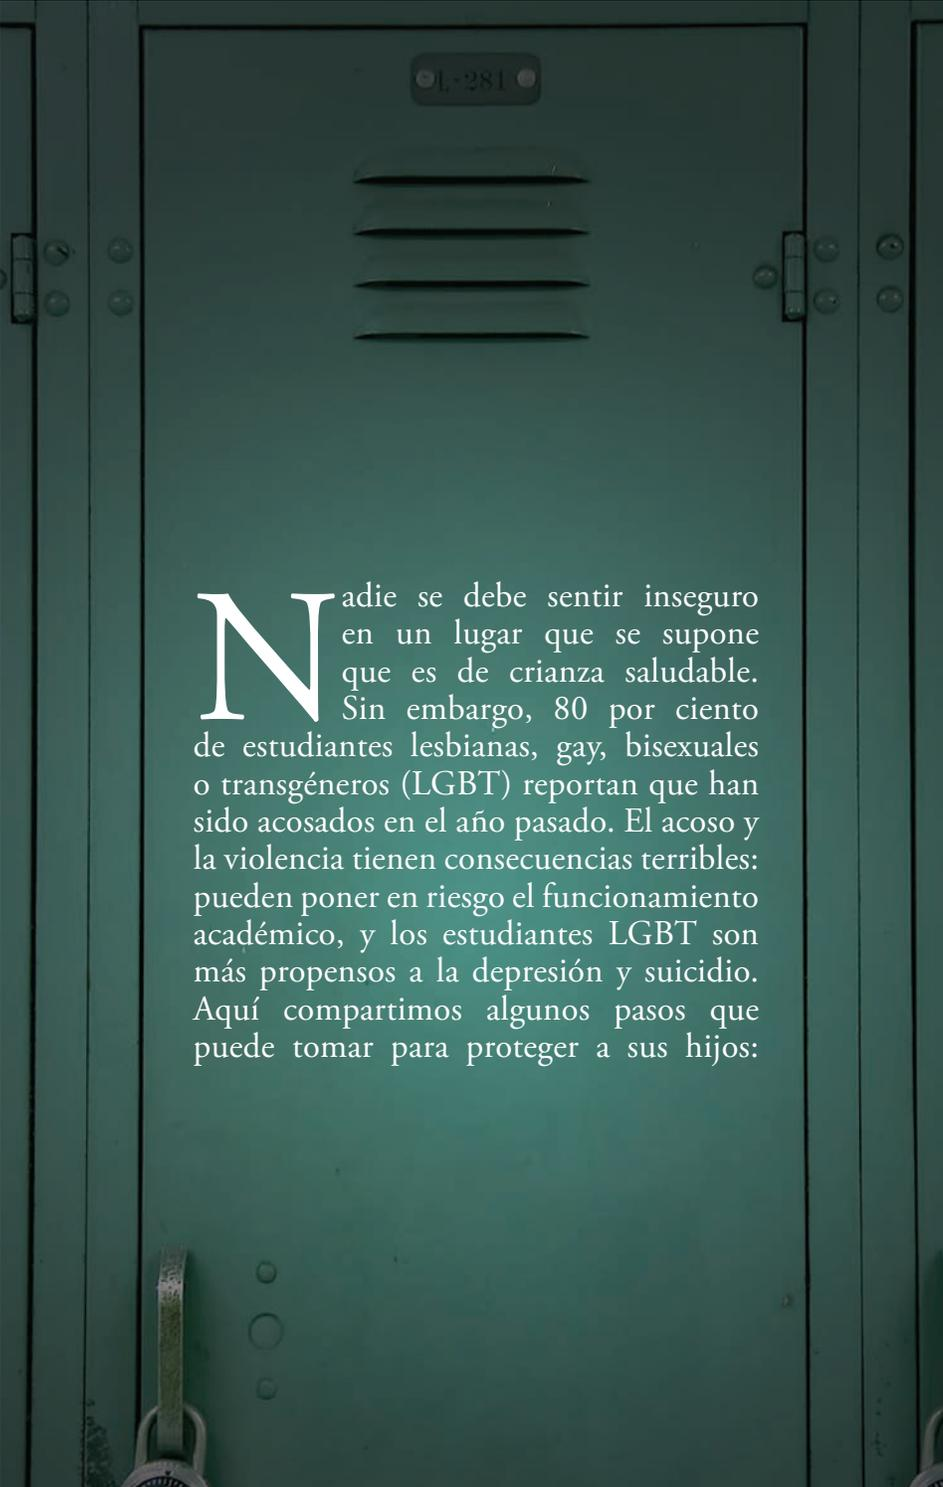 L-281
Nadie se debe sentir inseguro
en un lugar que se supone
que es de crianza saludable.
Sin embargo, 80 por ciento
de estudiantes lesbianas, gay, bisexuales
o transgéneros (LGBT) reportan que han
sido acosados en el año pasado. El acoso y
la violencia tienen consecuencias terribles:
pueden poner en riesgo el funcionamiento
académico, y los estudiantes LGBT son
más propensos a la depresión y suicidio.
Aquí compartimos algunos pasos que
puede tomar para proteger a sus hijos: